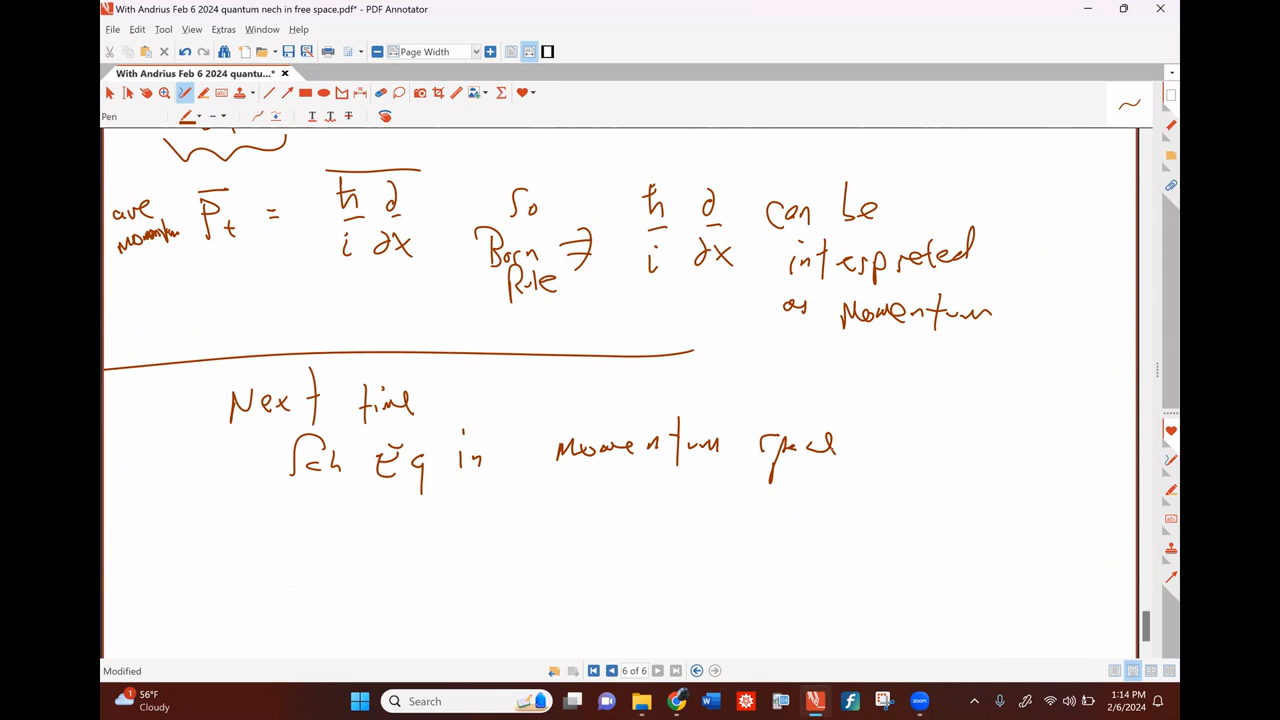 With Andrius Feb 6 2024 quantum nech in free space.pdf* - PDF Annotator
File Edit Tool View Extras Window Help
Page Width
With Andrius Feb 6 2024 quantu...*
Pen
ave momentum P̄t = ħ/i ∂/∂x So Born Rule ⇒ ħ/i ∂/∂x can be
interpreted
as momentum
Next time
Sch Eq in momentum space
Modified
6 of 6
1
56°F
Cloudy
Search
zoom
1:14 PM
2/6/2024